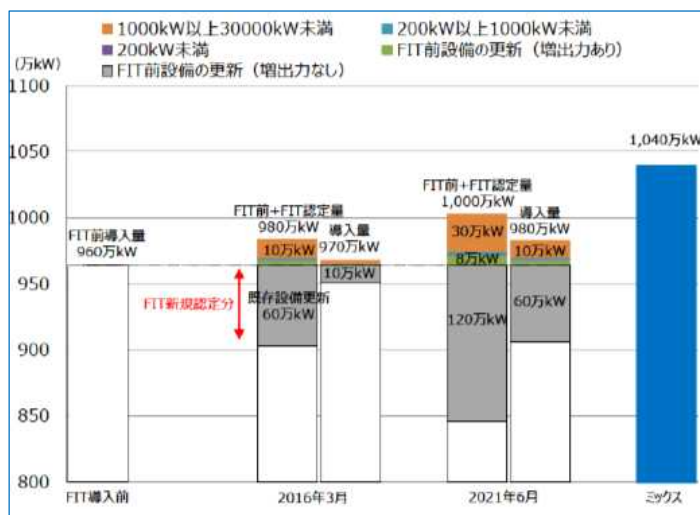 1000kW以上30000kW未満
200kW以上1000kW未満
200kW未満
FIT前設備の更新（増出力あり）
FIT前設備の更新（増出力なし）
(万kW)
1100
1050
1000
950
900
850
800
FIT前導入量
960万kW
FIT新規認定分
FIT前+FIT認定量
980万kW
10万kW
既存設備更新
60万kW
導入量
970万kW
10万kW
FIT前+FIT認定量
1,000万kW
30万kW
8万kW
120万kW
導入量
980万kW
10万kW
60万kW
1,040万kW
FIT導入前
2016年3月
2021年6月
ミックス